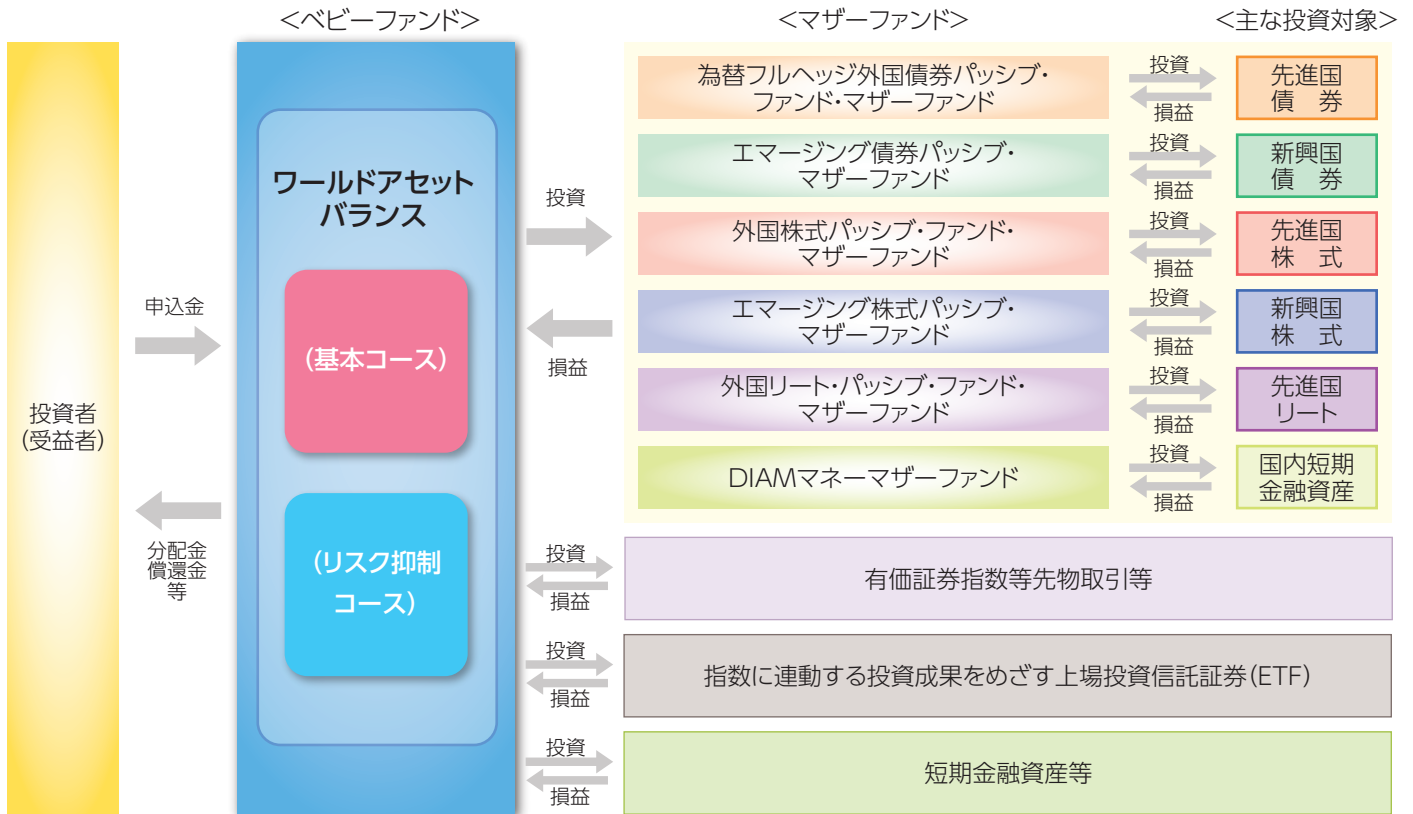 <ベビーファンド>
<マザーファンド>
<主な投資対象>
投資者
(受益者)
申込金
分配金
償還金
等
ワールドアセット
バランス
(基本コース)
(リスク抑制
コース)
投資
損益
為替フルヘッジ外国債券パッシブ・
ファンド・マザーファンド
投資
損益
先進国
債　券
エマージング債券パッシブ・
マザーファンド
投資
損益
新興国
債　券
外国株式パッシブ・ファンド・
マザーファンド
投資
損益
先進国
株　式
エマージング株式パッシブ・
マザーファンド
投資
損益
新興国
株　式
外国リート・パッシブ・ファンド・
マザーファンド
投資
損益
先進国
リート
DIAMマネーマザーファンド
投資
損益
国内短期
金融資産
投資
損益
有価証券指数等先物取引等
投資
損益
指数に連動する投資成果をめざす上場投資信託証券(ETF)
投資
損益
短期金融資産等